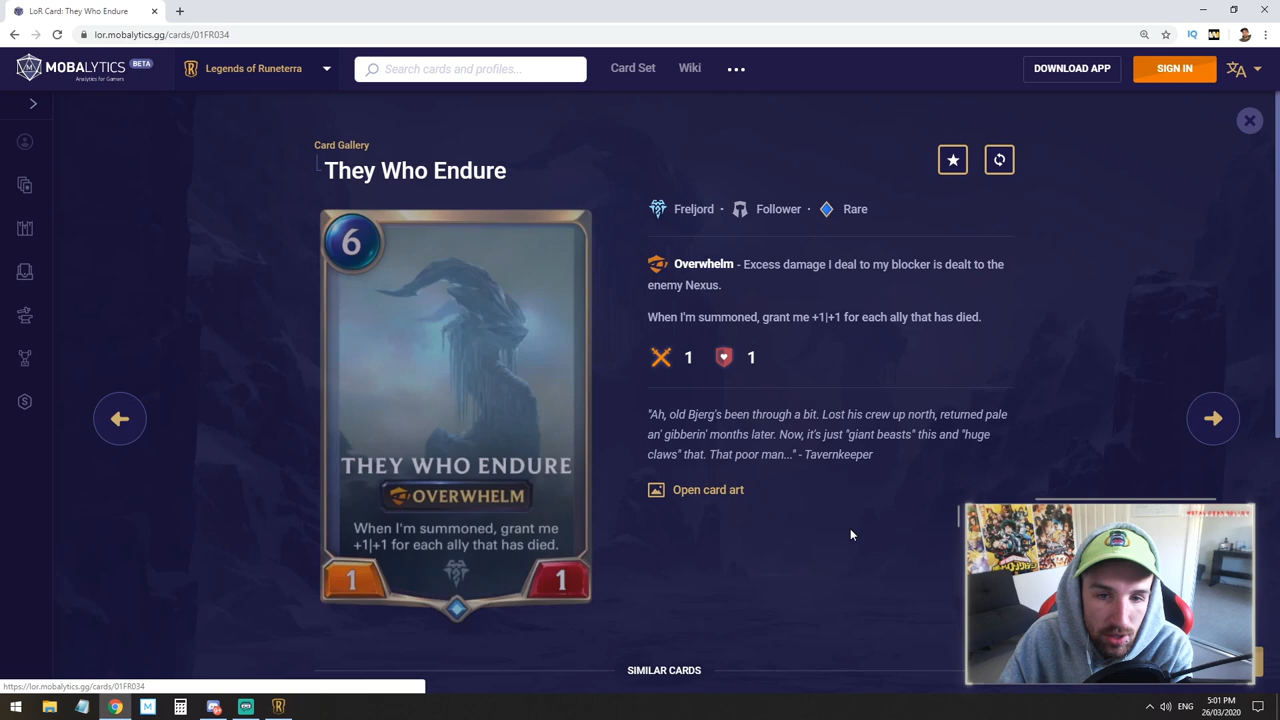 LoR Card: They Who Endure
lor.mobalytics.gg/cards/01FR034
MOBALYTICS BETA
Analytics for Gamers
Legends of Runeterra
Search cards and profiles...
Card Set
Wiki
DOWNLOAD APP
SIGN IN
Card Gallery
They Who Endure
Freljord · Follower · Rare
Overwhelm - Excess damage I deal to my blocker is dealt to the
enemy Nexus.
When I'm summoned, grant me +1|+1 for each ally that has died.
1 1
"Ah, old Bjerg's been through a bit. Lost his crew up north, returned pale
an' gibberin' months later. Now, it's just "giant beasts" this and "huge
claws" that. That poor man..." - Tavernkeeper
Open card art
6
THEY WHO ENDURE
OVERWHELM
When I'm summoned, grant me
+1|+1 for each ally that has died.
1 1
SIMILAR CARDS
https://lor.mobalytics.gg/cards/01FR034
ENG
5:01 PM
26/03/2020